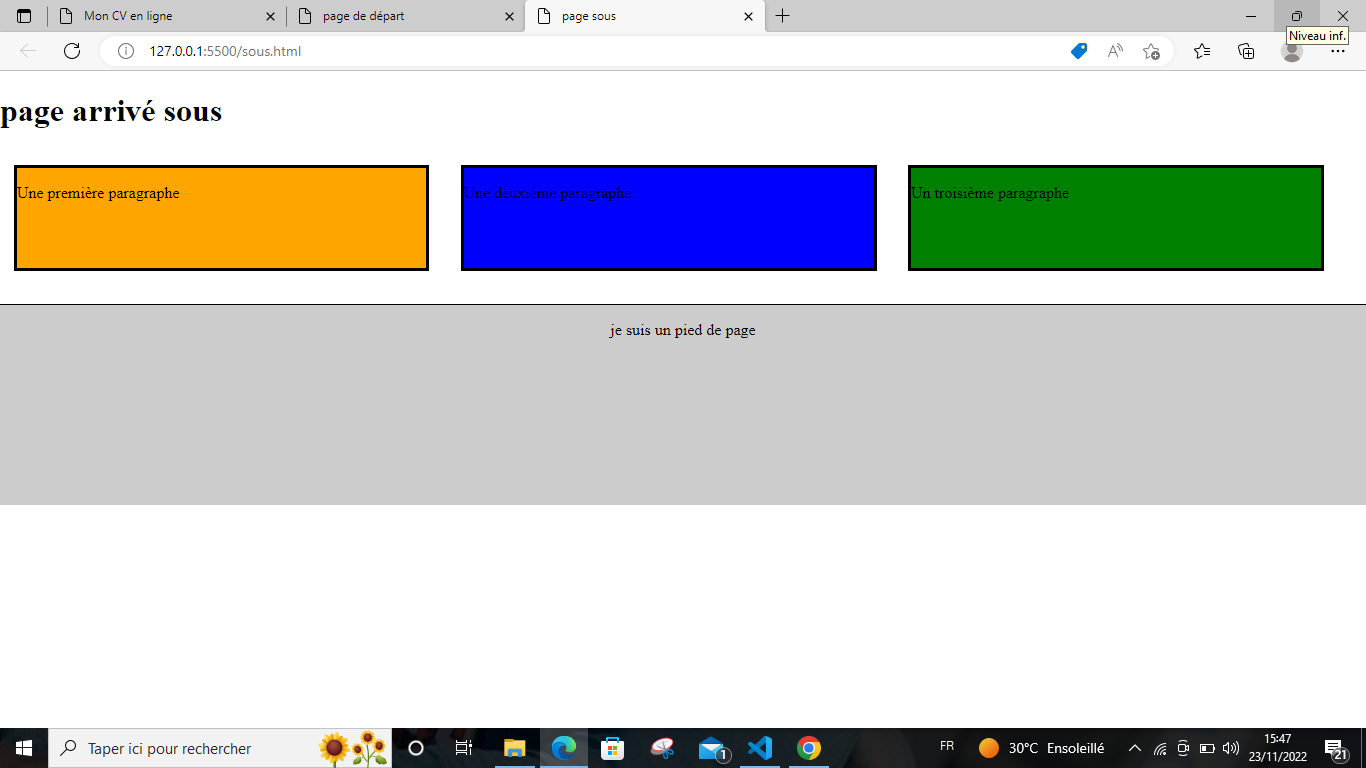 Mon CV en ligne
page de départ
page sous
127.0.0.1:5500/sous.html
Niveau inf.
page arrivé sous
Une première paragraphe
Une deuxième paragraphe
Un troisième paragraphe
je suis un pied de page
Taper ici pour rechercher
1
FR
30°C Ensoleillé
15:47
23/11/2022
21